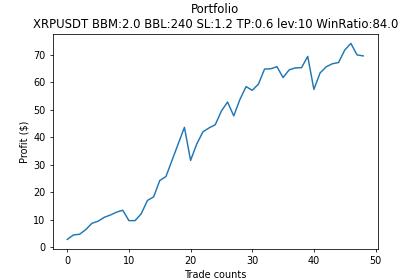 Portfolio
XRPUSDT BBM:2.0 BBL:240 SL:1.2 TP:0.6 lev:10 WinRatio:84.0
Profit ($)
70
60
50
40
30
20
10
0
0 10 20 30 40 50
Trade counts